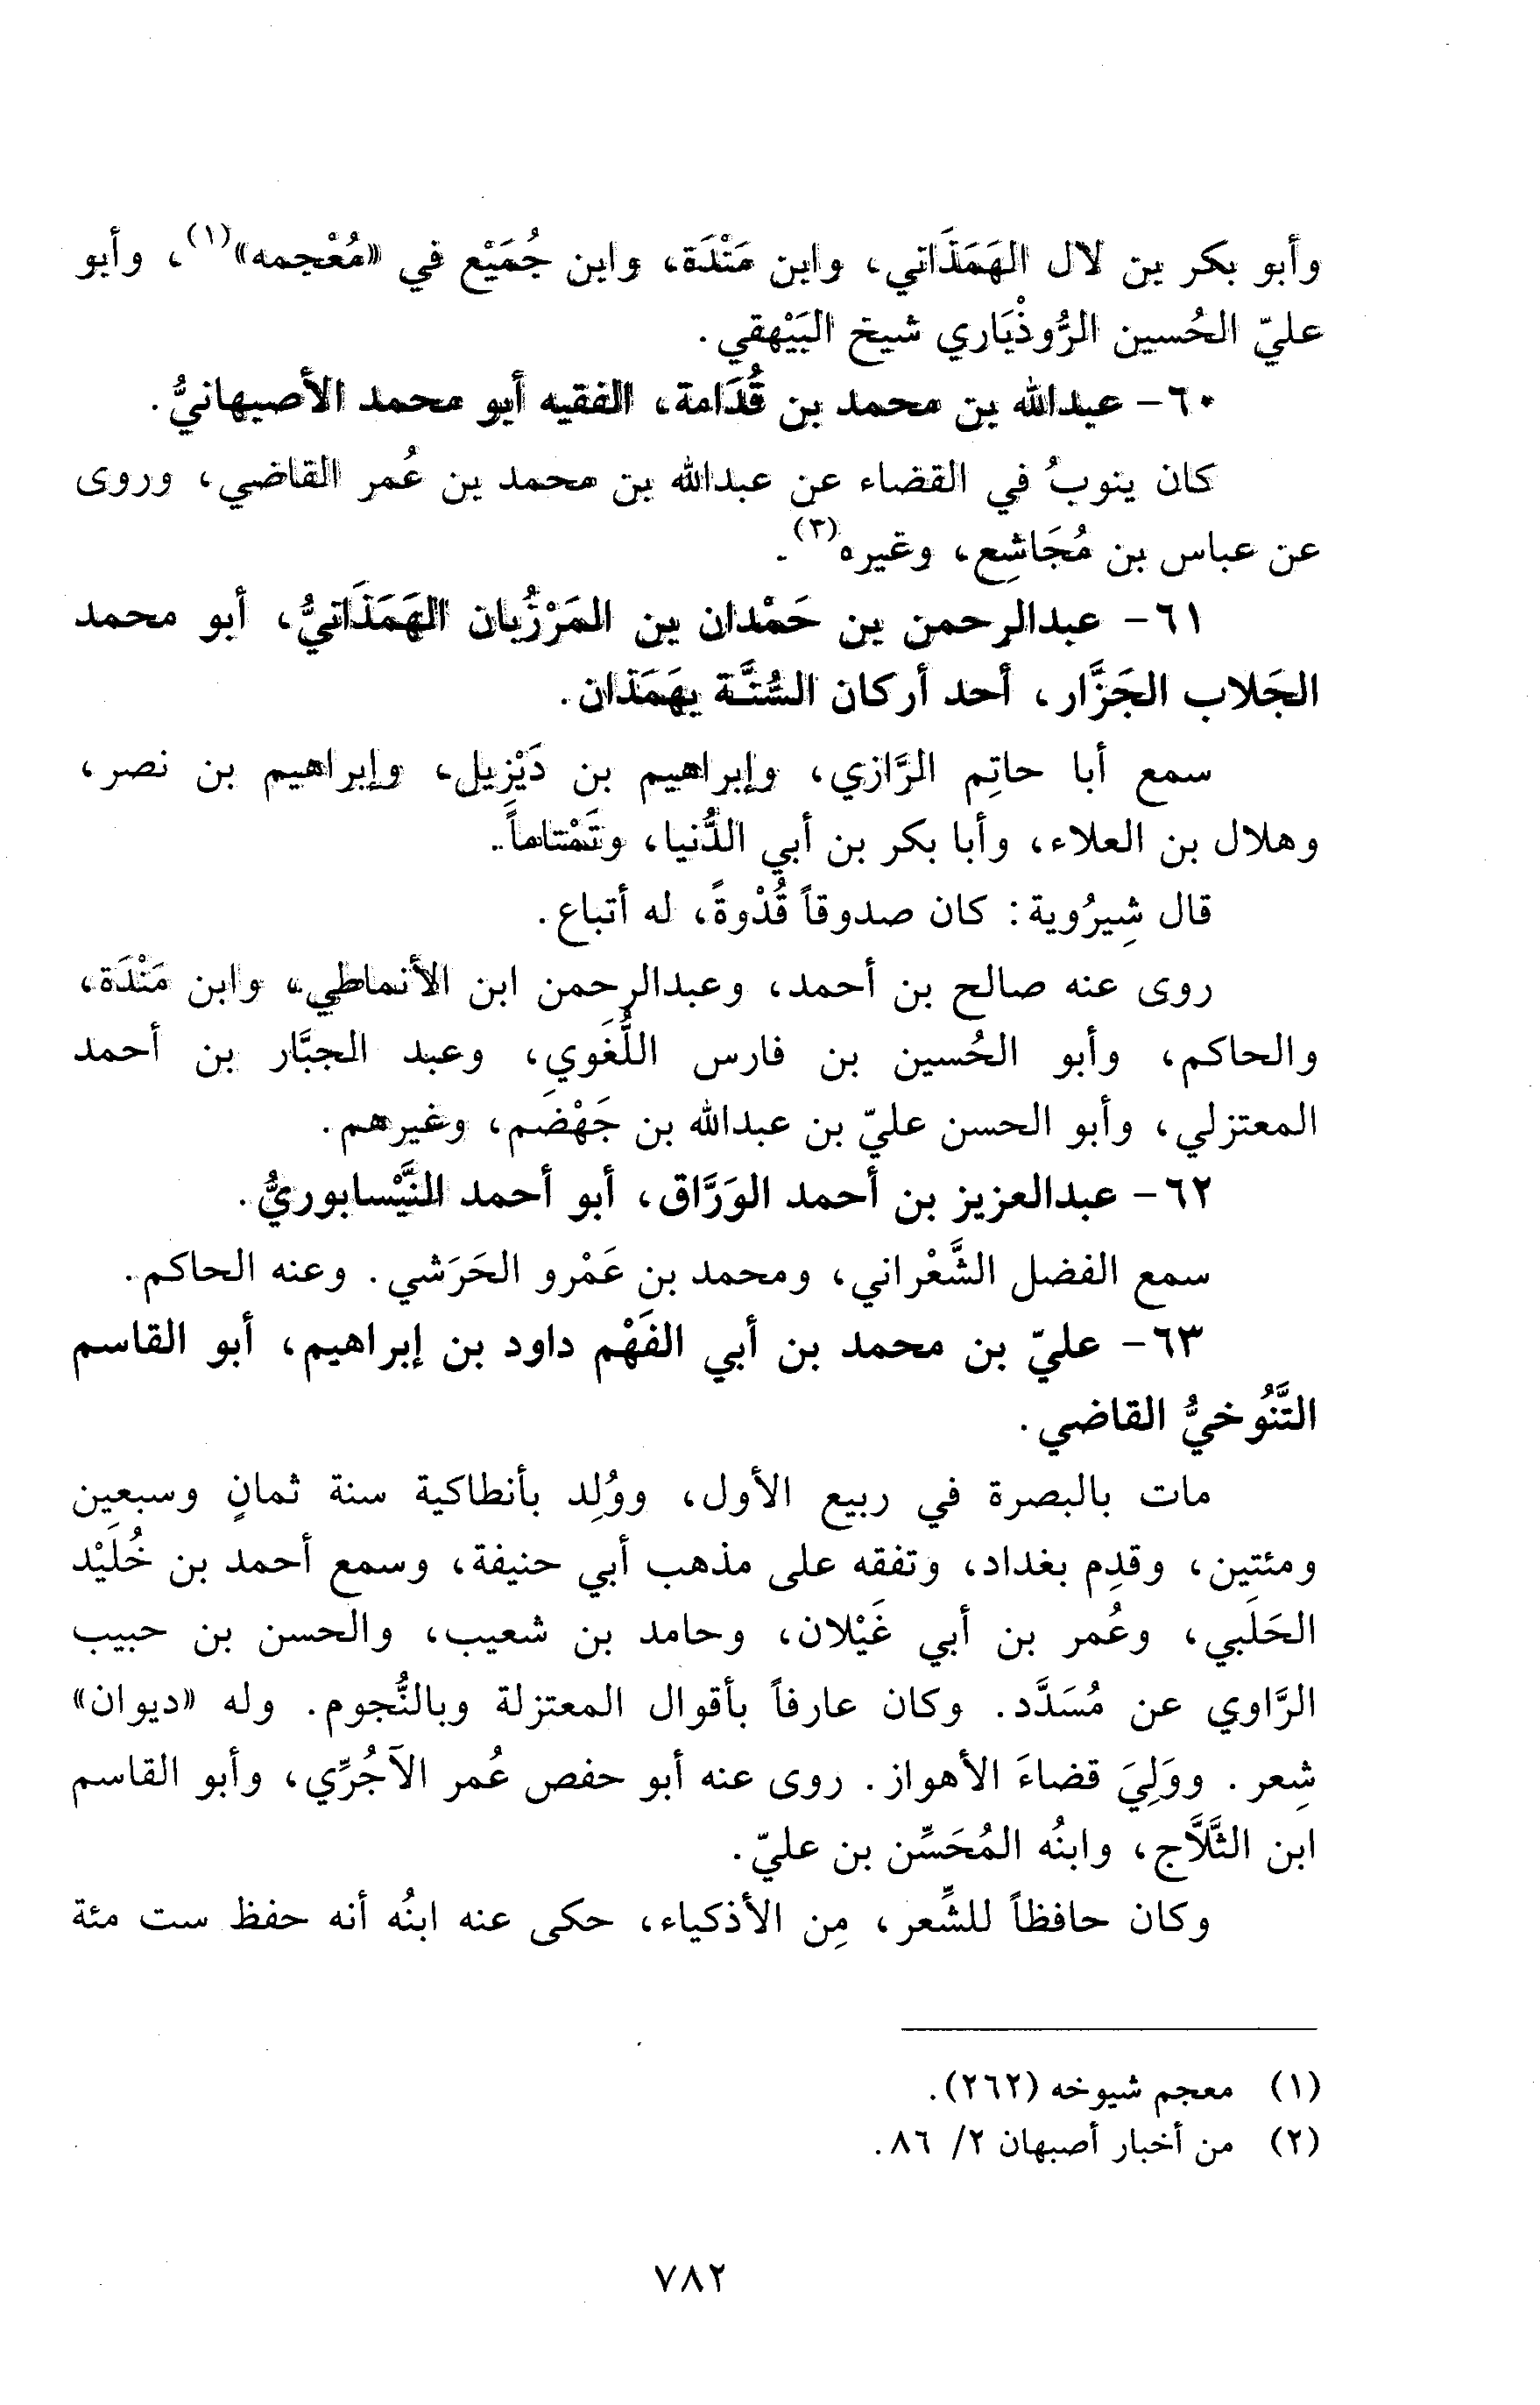 وأبو بكر بن لال الهَمَذَاني، وابن مَنْدَة، وابن جُمَيْع في «مُعْجمه»(١)، وأبو
عليّ الحُسين الرُّوذْبَاري شيخ البَيْهقي.
٦٠- عبدالله بن محمد بن قُدَامة، الفقيه أبو محمد الأصبهانيُّ.
كان ينوبُ في القضاء عن عبدالله بن محمد بن عُمر القاضي، وروى
عن عباس بن مُجَاشِع، وغيره(٢).
٦١- عبدالرحمن بن حَمْدان بن المَرْزُبان الهَمَذَانيُّ، أبو محمد
الجَلاب الجَزَّار، أحد أركان السُّنَّة بهَمَذان.
سمع أبا حاتِم الرَّازي، وإبراهيم بن دَيْزِيل، وإبراهيم بن نصر،
وهلال بن العلاء، وأبا بكر بن أبي الدُّنيا، وتَمْتاماً.
قال شِيرُوية: كان صدوقاً قُدْوةً، له أتباع.
روى عنه صالح بن أحمد، وعبدالرحمن ابن الأنماطي، وابن مَنْدَة،
والحاكم، وأبو الحُسين بن فارس اللُّغَوي، وعبد الجبَّار بن أحمد
المعتزلي، وأبو الحسن عليّ بن عبدالله بن جَهْضَم، وغيرهم.
٦٢- عبدالعزيز بن أحمد الوَرَّاق، أبو أحمد النَّيْسابوريُّ.
سمع الفضل الشَّعْراني، ومحمد بن عَمْرو الحَرَشي. وعنه الحاكم.
٦٣- عليّ بن محمد بن أبي الفَهْم داود بن إبراهيم، أبو القاسم
التَّنُوخيُّ القاضي.
مات بالبصرة في ربيع الأول، ووُلِد بأنطاكية سنة ثمانٍ وسبعين
ومئتين، وقدِم بغداد، وتفقه على مذهب أبي حنيفة، وسمع أحمد بن خُلَيْد
الحَلَبي، وعُمر بن أبي غَيْلان، وحامد بن شعيب، والحسن بن حبيب
الرَّاوي عن مُسَدَّد. وكان عارفاً بأقوال المعتزلة وبالنُّجوم. وله «ديوان»
شِعر. ووَلِيَ قضاءَ الأهواز. روى عنه أبو حفص عُمر الآجُرِّي، وأبو القاسم
ابن الثَّلاَّج، وابنُه المُحَسِّن بن عليّ.
وكان حافظاً للشِّعر، مِن الأذكياء، حكى عنه ابنُه أنه حفظ ست مئة
(١) معجم شيوخه (٢٦٢).
(٢) من أخبار أصبهان ٢/ ٨٦.
٧٨٢